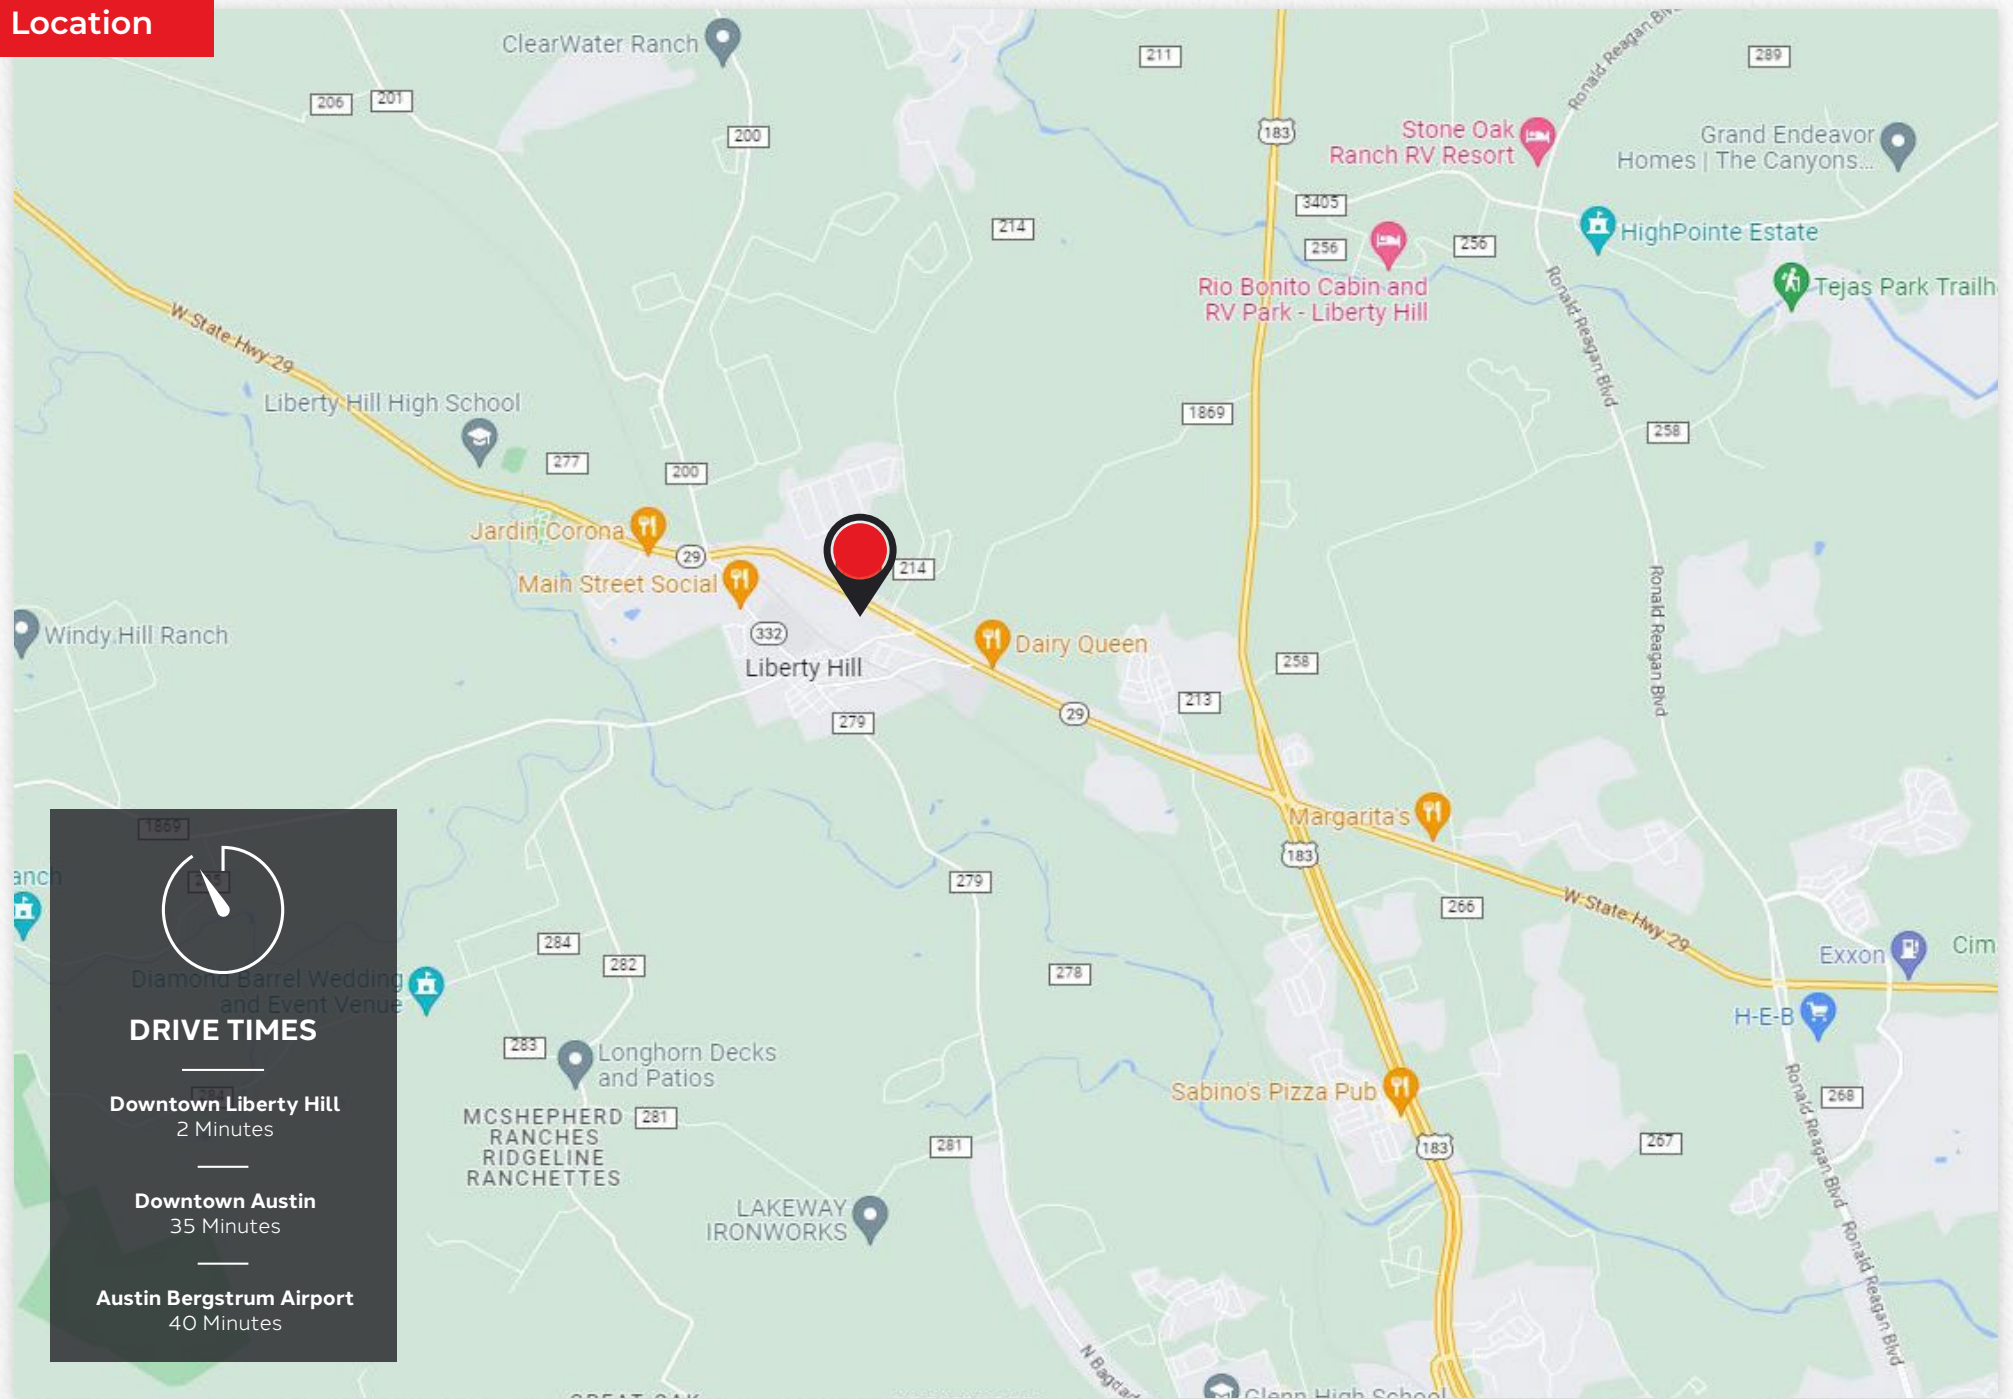 Location
ClearWater Ranch
211
289
Ronald Reagan Blvd
206
201
200
183
Stone Oak
Ranch RV Resort
Grand Endeavor
Homes | The Canyons...
3405
214
256
256
HighPointe Estate
Rio Bonito Cabin and
RV Park - Liberty Hill
Tejas Park Trailh
Ronald Reagan Blvd
W State Hwy 29
Liberty Hill High School
1869
258
277
200
Jardin Corona
29
214
Main Street Social
Ronald Reagan Blvd
Windy Hill Ranch
332
Dairy Queen
Liberty Hill
258
213
279
29
Margarita's
1869
183
anch
279
266
W State Hwy 29
284
282
278
Exxon
Cim
Diamond Barrel Wedding
and Event Venue
H-E-B
DRIVE TIMES
283
Longhorn Decks
and Patios
Sabino's Pizza Pub
Ronald Reagan Blvd
268
Downtown Liberty Hill
2 Minutes
MCSHEPHERD
RANCHES
RIDGELINE
RANCHETTES
281
281
183
267
Downtown Austin
35 Minutes
LAKEWAY
IRONWORKS
Ronald Reagan Blvd
Austin Bergstrum Airport
40 Minutes
N Bagdad
Glenn High School